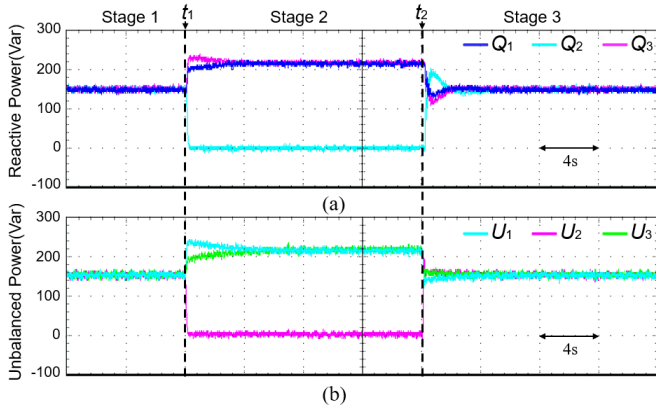 Stage 1 t1 Stage 2 t2 Stage 3
Reactive Power(Var)
300
200
100
0
-100
Q1 Q2 Q3
4s
(a)
Unbalanced Power(Var)
300
200
100
0
-100
U1 U2 U3
4s
(b)